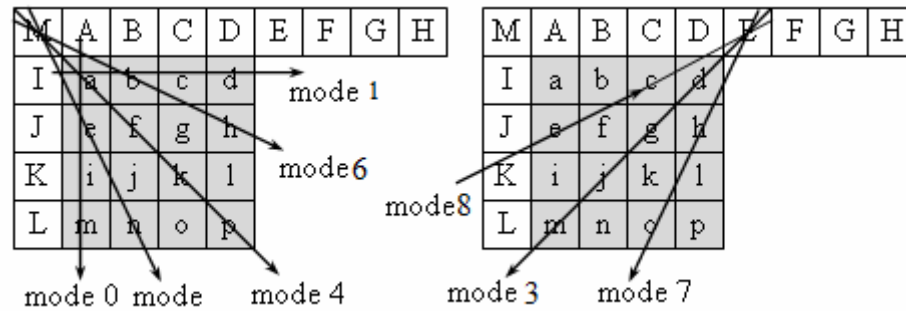 M A B C D E F G H
I a b c d
mode 1
J e f g h
mode6
K i j k l
L m n o p
mode 0 mode mode 4
M A B C D E F G H
I a b c d
J e f g h
K i j k l
mode8
L m n o p
mode 3 mode 7